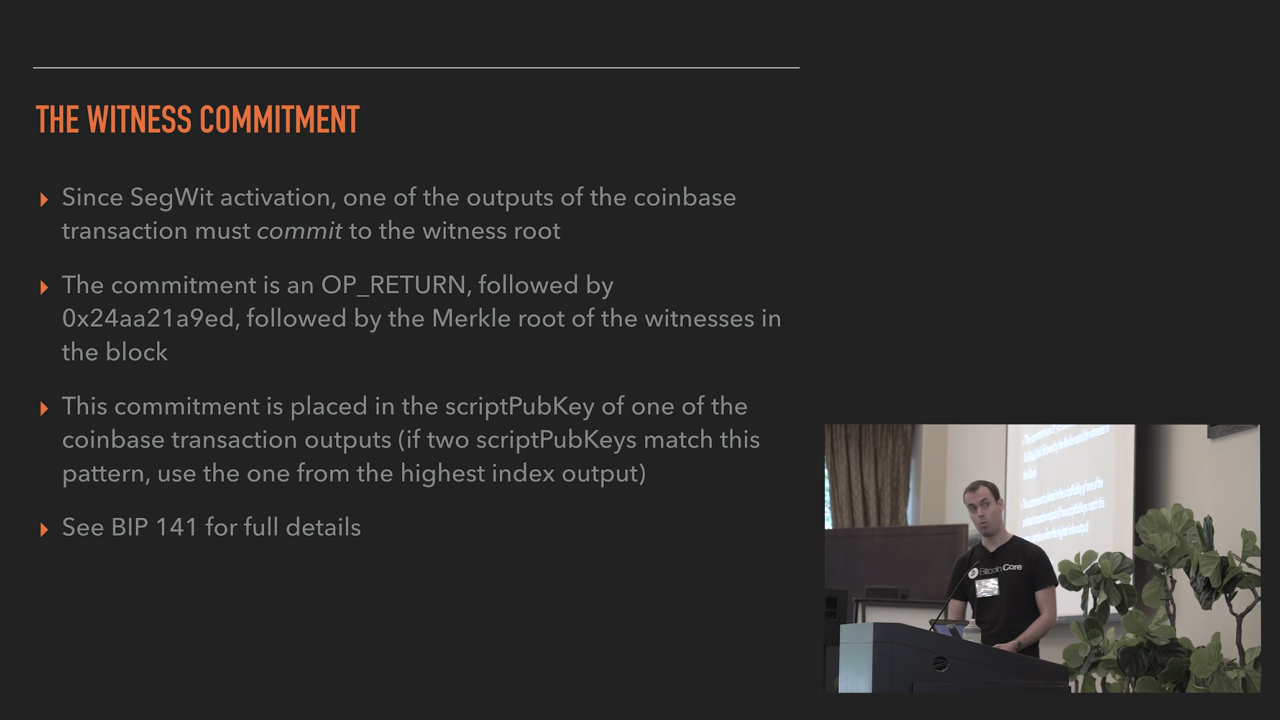 THE WITNESS COMMITMENT
Since SegWit activation, one of the outputs of the coinbase
transaction must commit to the witness root
The commitment is an OP_RETURN, followed by
0x24aa21a9ed, followed by the Merkle root of the witnesses in
the block
This commitment is placed in the scriptPubKey of one of the
coinbase transaction outputs (if two scriptPubKeys match this
pattern, use the one from the highest index output)
See BIP 141 for full details
Bitcoin Core